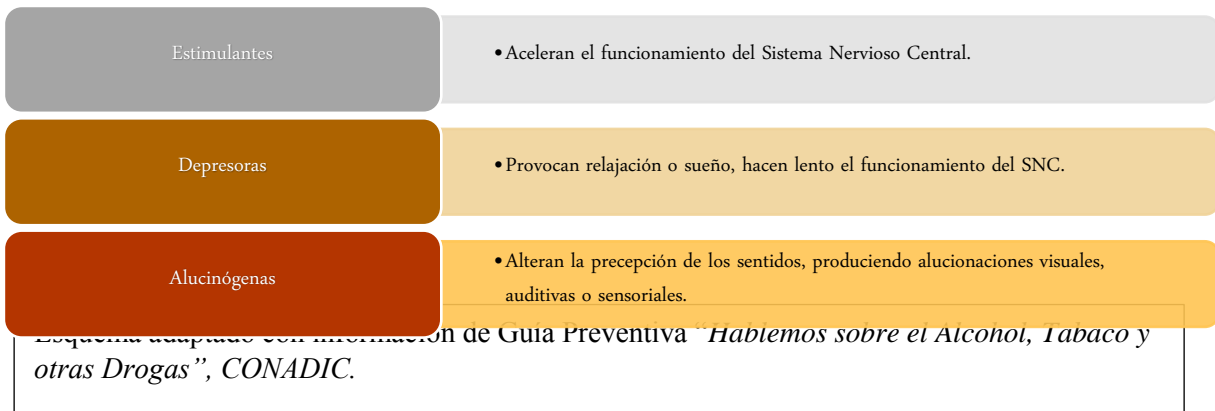 Estimulantes
•Aceleran el funcionamiento del Sistema Nervioso Central.
Depresoras
•Provocan relajación o sueño, hacen lento el funcionamiento del SNC.
Alucinógenas
•Alteran la precepción de los sentidos, produciendo alucionaciones visuales,
auditivas o sensoriales.
Esquema adaptado con información de Guía Preventiva “Hablemos sobre el Alcohol, Tabaco y
otras Drogas”, CONADIC.